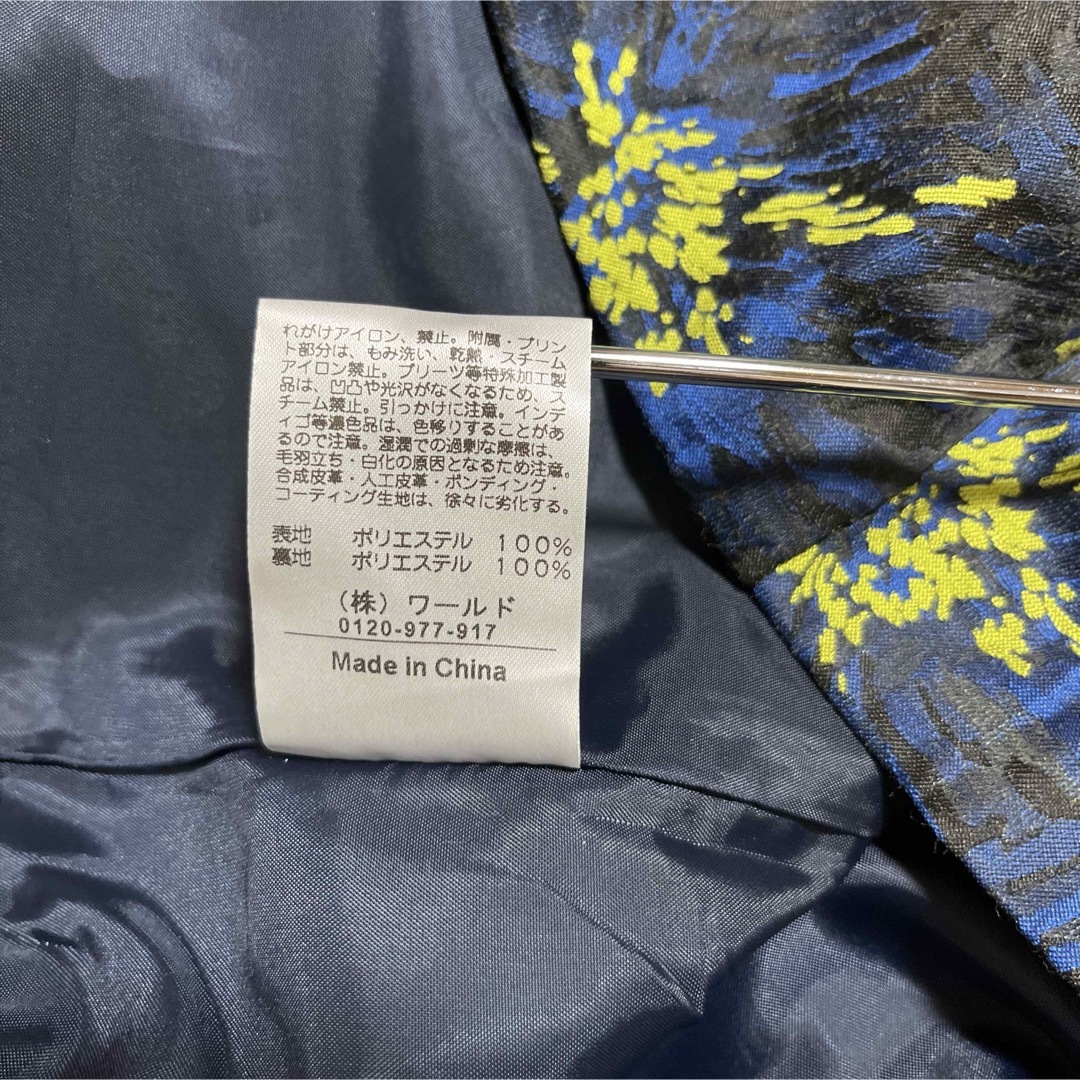 れがけアイロン、禁止。附属・プリン
ト部分は、もみ洗い、乾燥・スチーム
アイロン禁止。プリーツ等特殊加工製
品は、凹凸や光沢がなくなるため、ス
チーム禁止。引っかけに注意。インデ
ィゴ等濃色品は、色移りすることがあ
るので注意。湿潤での過剰な摩擦は、
毛羽立ち・白化の原因となるため注意。
合成皮革・人工皮革・ボンディング・
コーティング生地は、徐々に劣化する。
表地 ポリエステル 100%
裏地 ポリエステル 100%
（株）ワールド
0120-977-917
Made in China